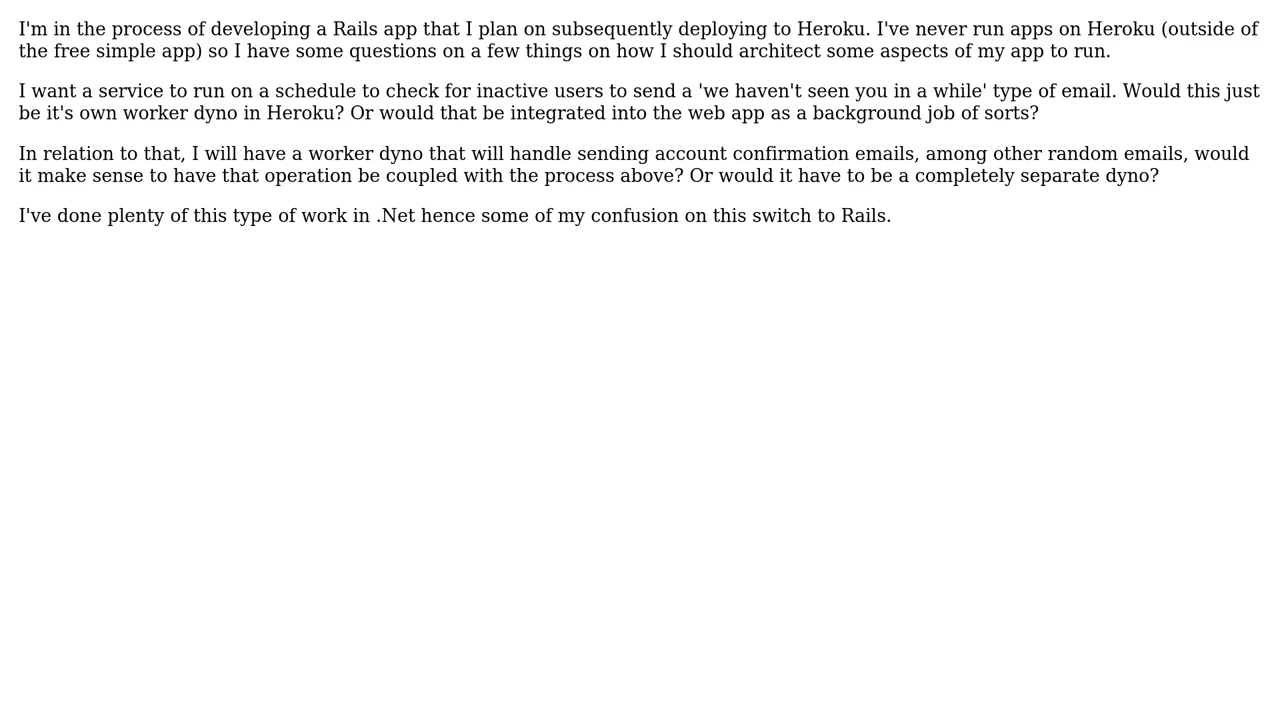 I'm in the process of developing a Rails app that I plan on subsequently deploying to Heroku. I've never run apps on Heroku (outside of
the free simple app) so I have some questions on a few things on how I should architect some aspects of my app to run.
I want a service to run on a schedule to check for inactive users to send a 'we haven't seen you in a while' type of email. Would this just
be it's own worker dyno in Heroku? Or would that be integrated into the web app as a background job of sorts?
In relation to that, I will have a worker dyno that will handle sending account confirmation emails, among other random emails, would
it make sense to have that operation be coupled with the process above? Or would it have to be a completely separate dyno?
I've done plenty of this type of work in .Net hence some of my confusion on this switch to Rails.